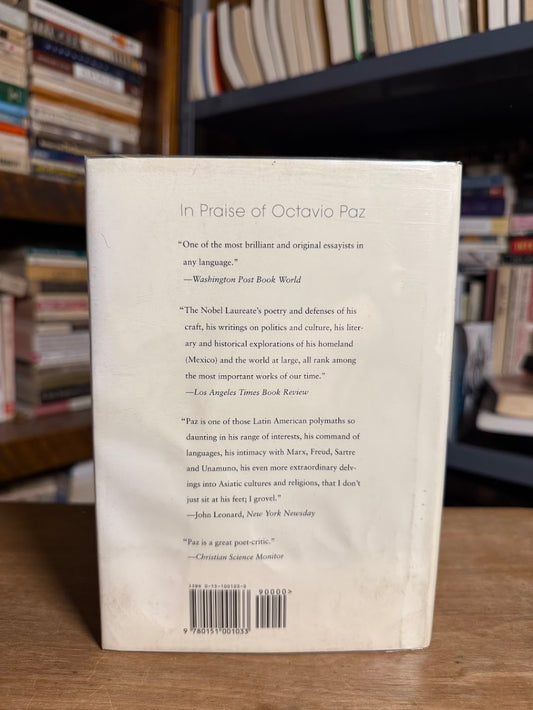 In Praise of Octavio Paz
“One of the most brilliant and original essayists in
any language.”
—Washington Post Book World
“The Nobel Laureate’s poetry and defenses of his
craft, his writings on politics and culture, his liter-
ary and historical explorations of his homeland
(Mexico) and the world at large, all rank among
the most important works of our time.”
—Los Angeles Times Book Review
“Paz is one of those Latin American polymaths so
daunting in his range of interests, his command of
languages, his intimacy with Marx, Freud, Sartre
and Unamuno, his even more extraordinary delv-
ings into Asiatic cultures and religions, that I don’t
just sit at his feet; I grovel.”
—John Leonard, New York Newsday
“Paz is a great poet-critic.”
—Christian Science Monitor
90000>
9 780151 001033